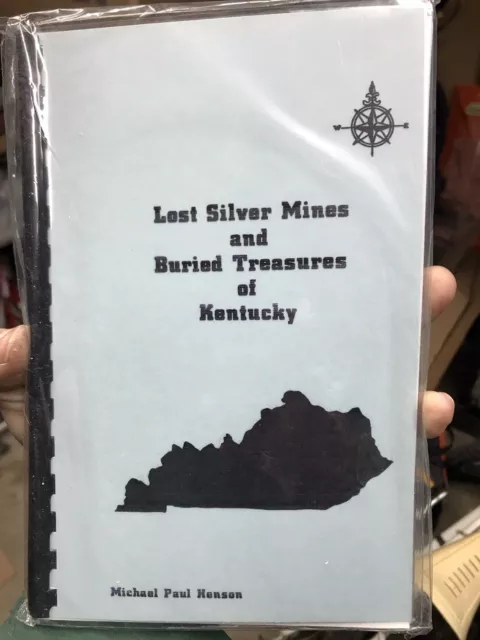 Lost Silver Mines
and
Buried Treasures
of
Kentucky
Michael Paul Henson